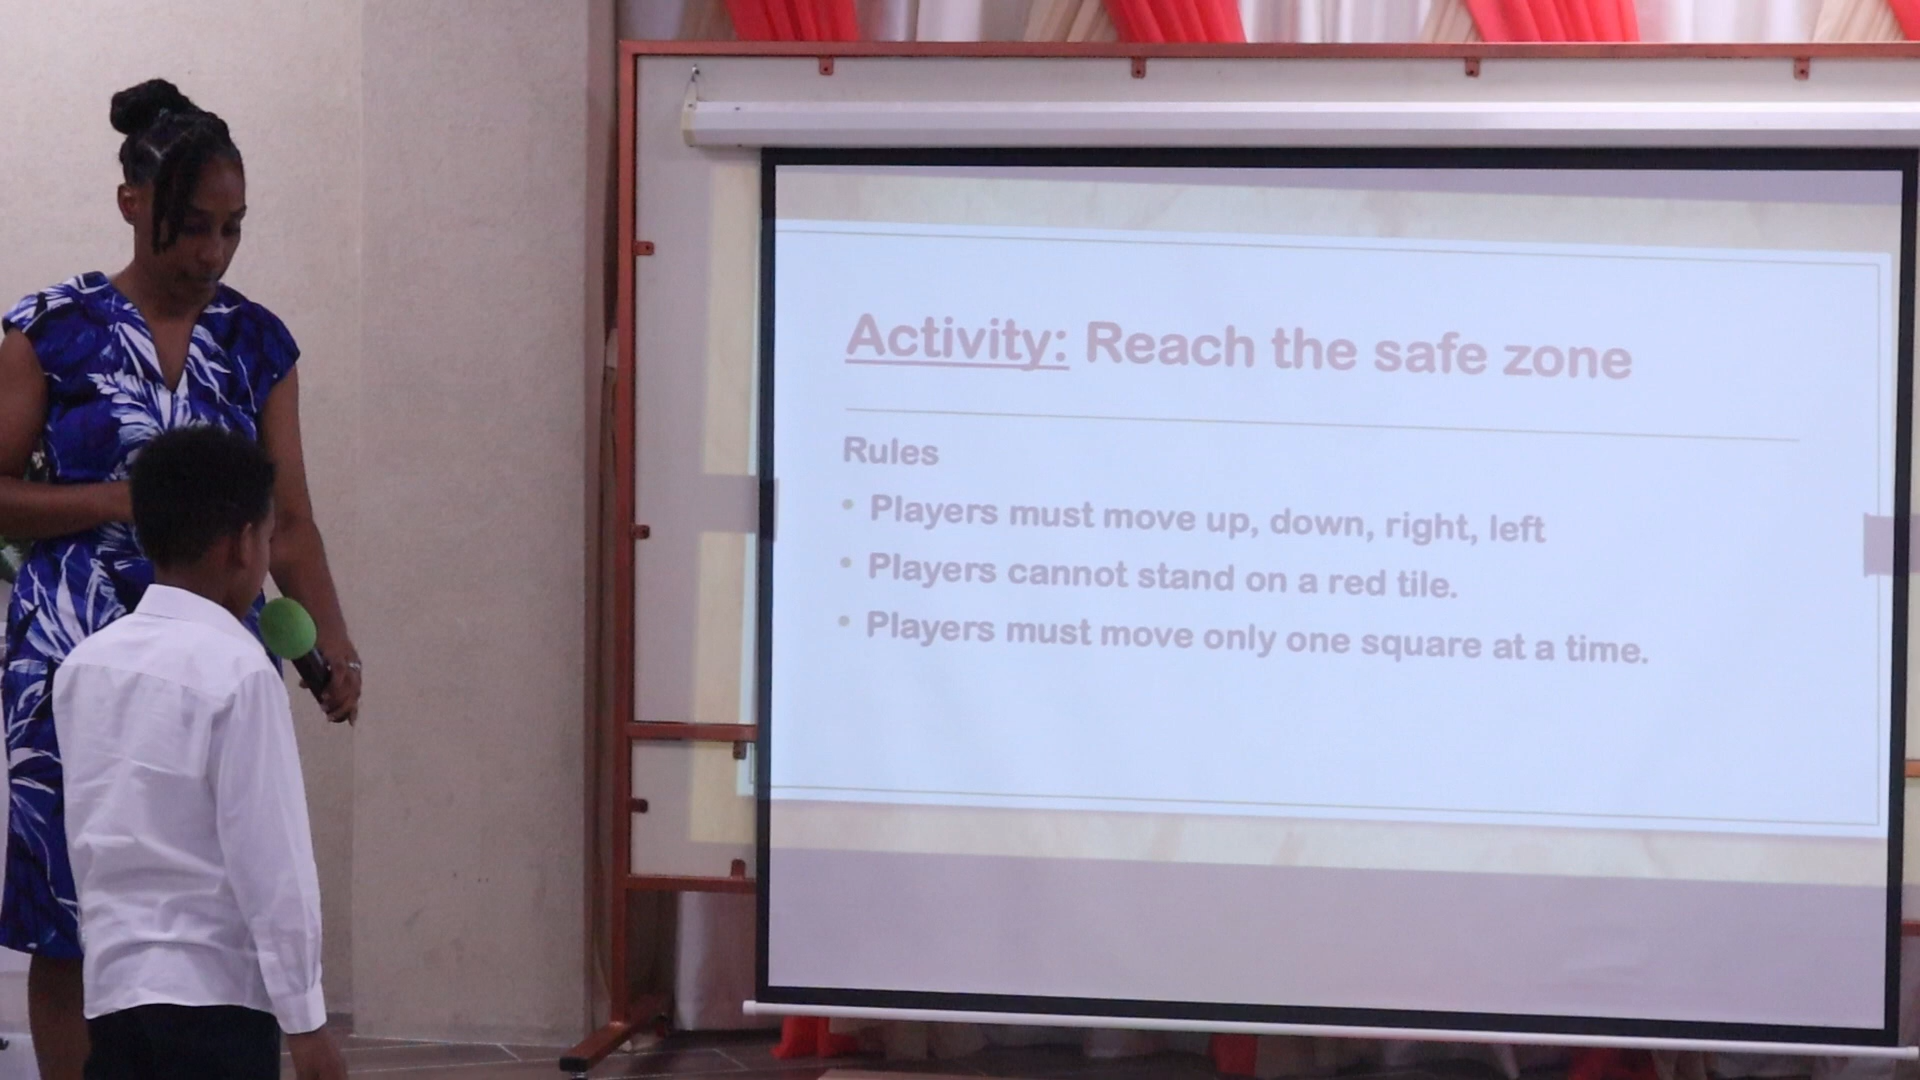 Activity: Reach the safe zone
Rules
• Players must move up, down, right, left
• Players cannot stand on a red tile.
• Players must move only one square at a time.